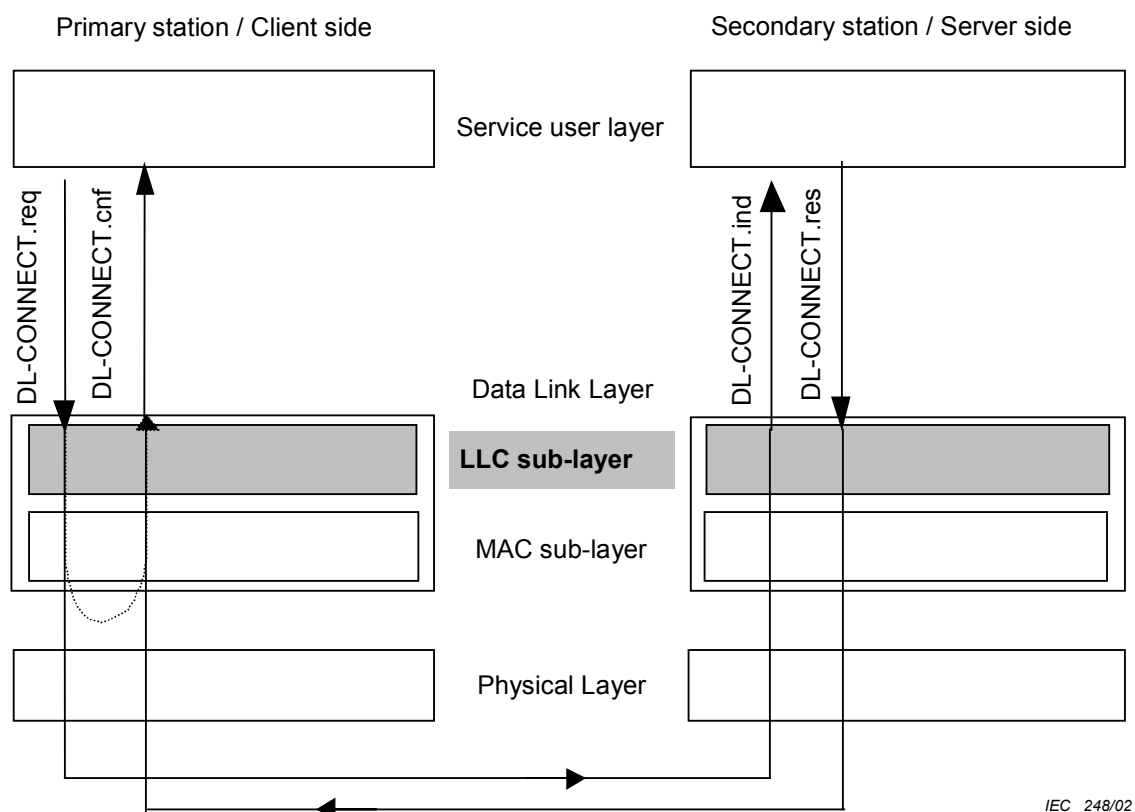 Primary station / Client side
Secondary station / Server side
Service user layer
DL-CONNECT.req
DL-CONNECT.cnf
DL-CONNECT.ind
DL-CONNECT.res
Data Link Layer
LLC sub-layer
MAC sub-layer
Physical Layer
IEC 248/02